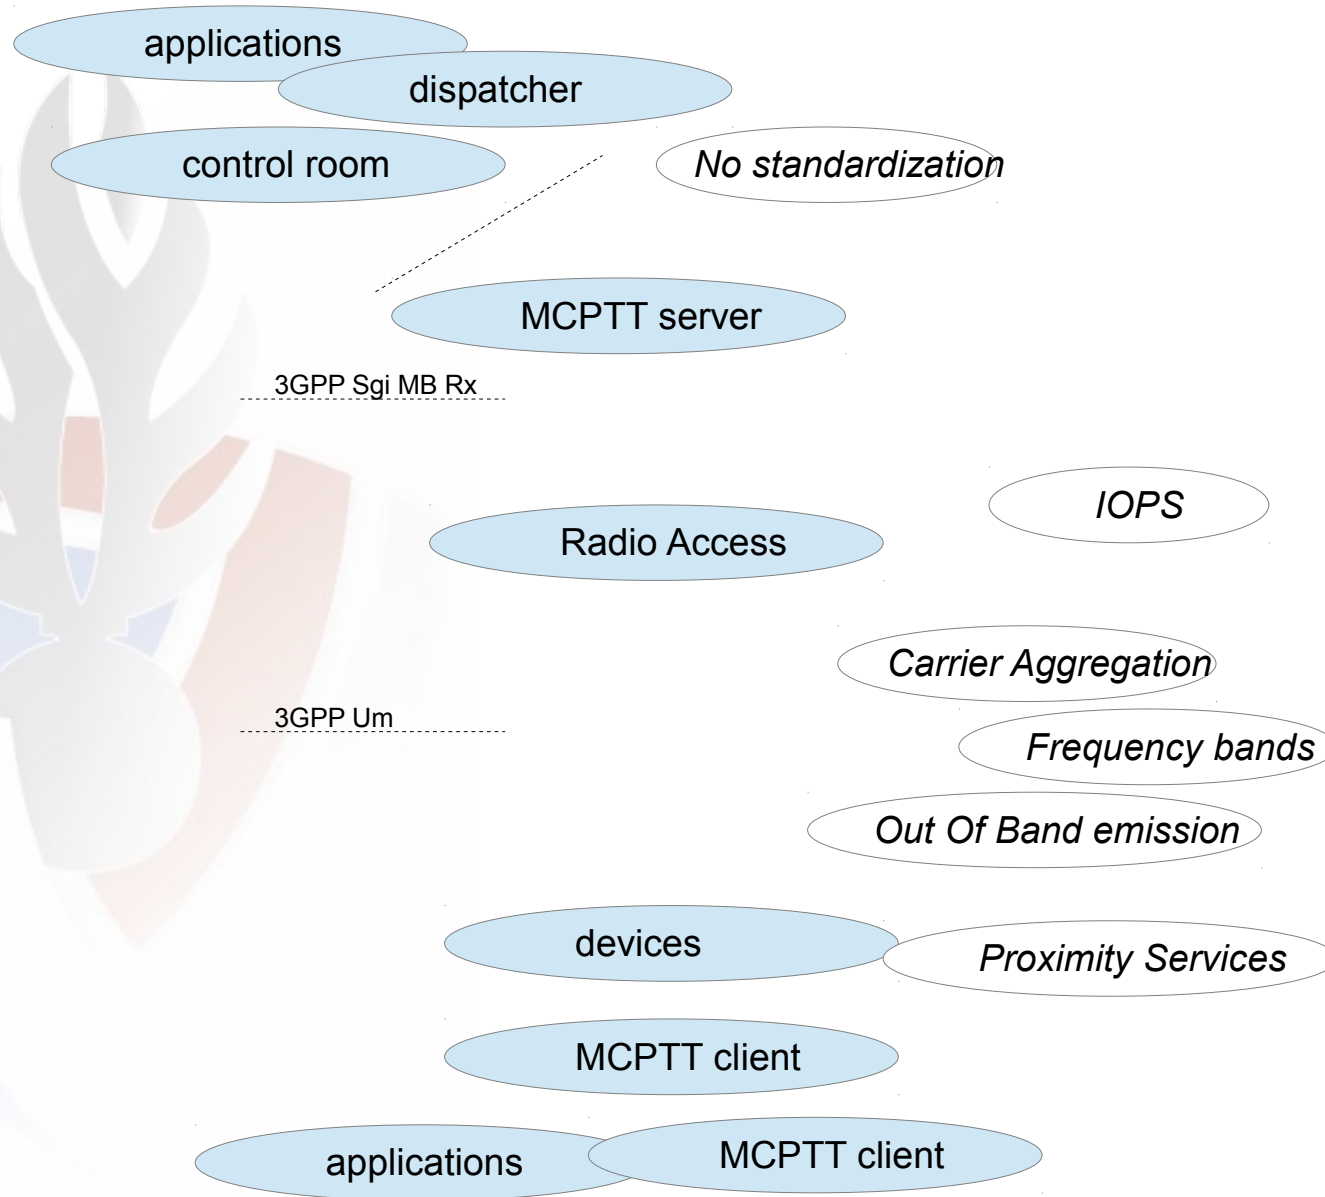 applications
dispatcher
control room
No standardization
MCPTT server
3GPP Sgi MB Rx
IOPS
Radio Access
Carrier Aggregation
3GPP Um
Frequency bands
Out Of Band emission
devices
Proximity Services
MCPTT client
applications
MCPTT client